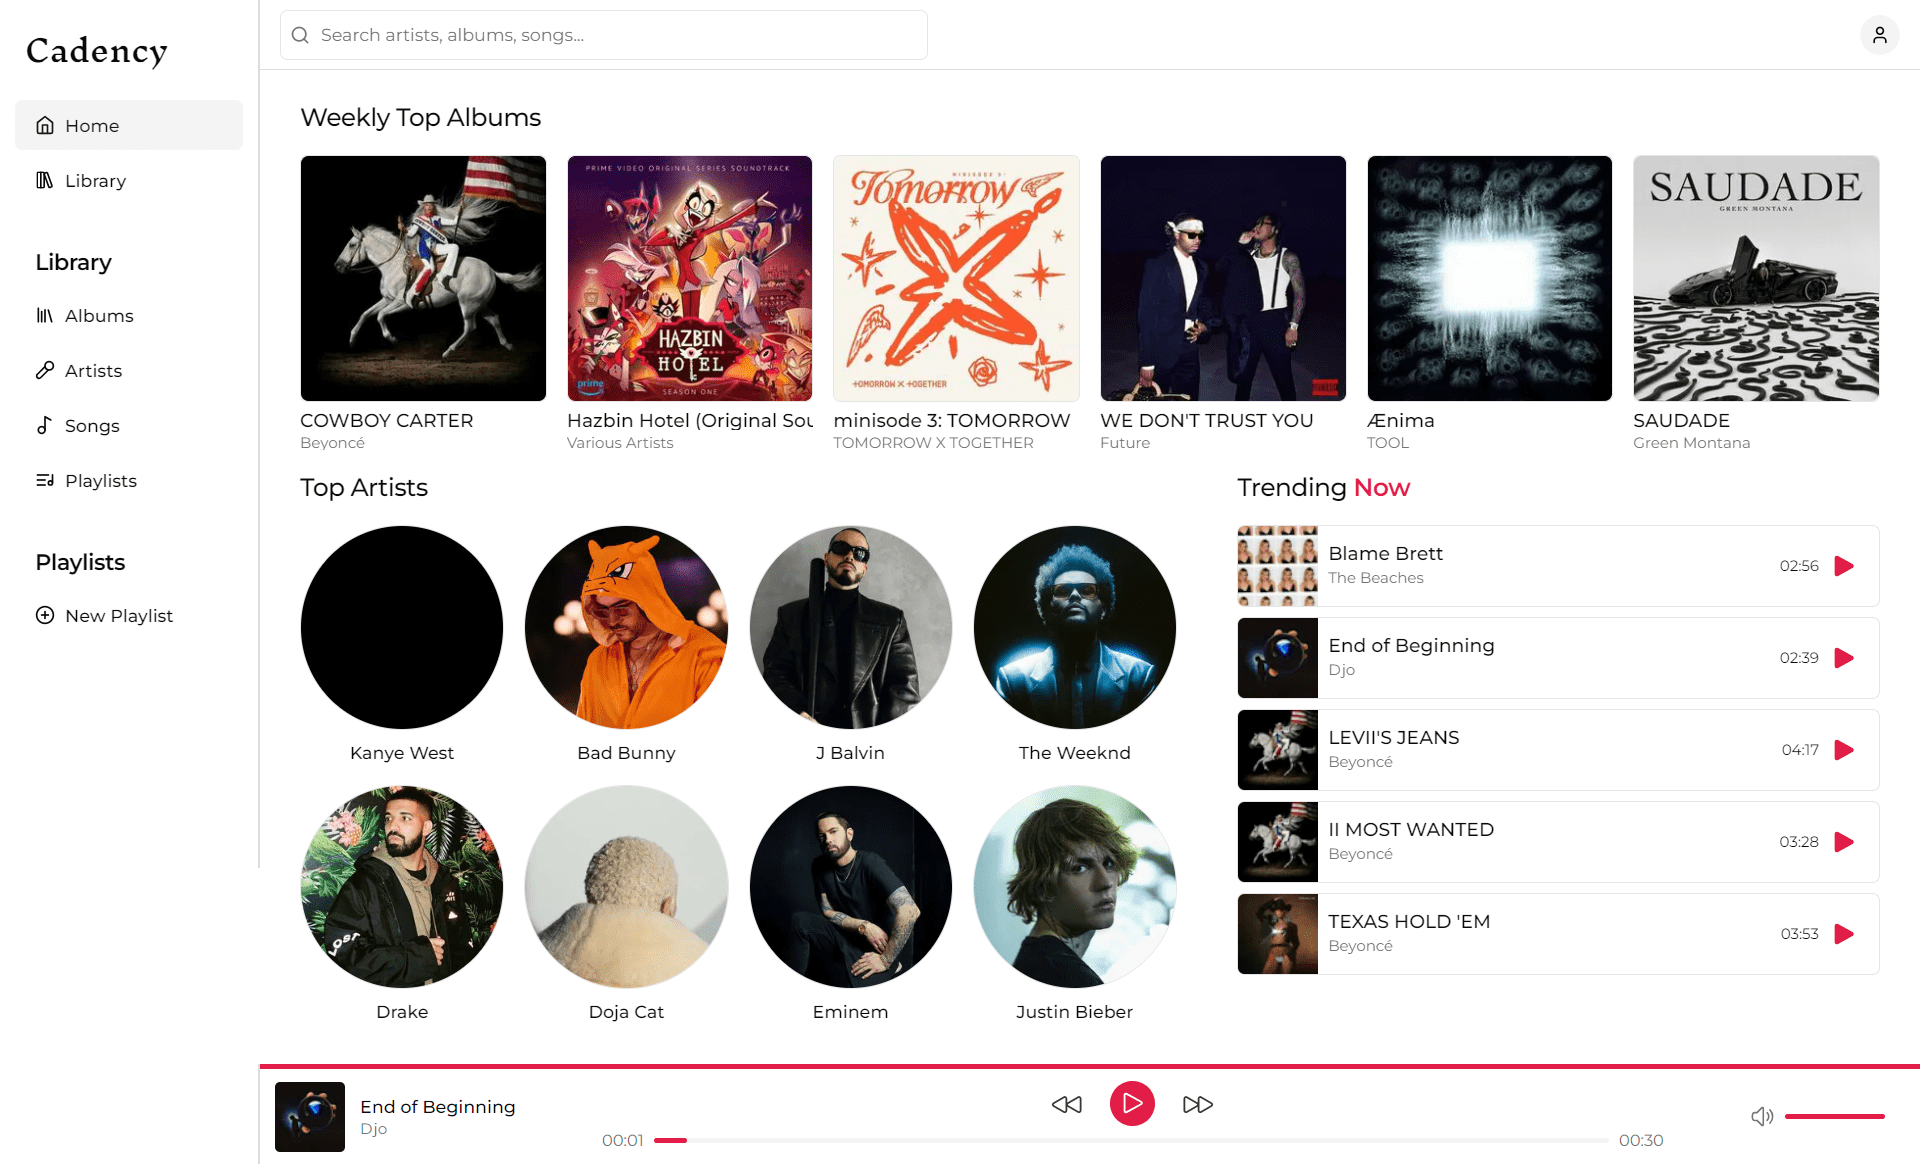 Cadency
Search artists, albums, songs...
Home
Library
Library
Albums
Artists
Songs
Playlists
Playlists
New Playlist
Weekly Top Albums
PRIME VIDEO ORIGINAL SERIES SOUNDTRACK
HAZBIN
HOTEL
SEASON ONE
prime
MINISODE 3:
Tomorrow
TOMORROW X TOGETHER
SAUDADE
GREEN MONTANA
COWBOY CARTER
Beyoncé
Hazbin Hotel (Original Sou
Various Artists
minisode 3: TOMORROW
TOMORROW X TOGETHER
WE DON'T TRUST YOU
Future
Ænima
TOOL
SAUDADE
Green Montana
Top Artists
Kanye West
Bad Bunny
J Balvin
The Weeknd
LOST
Drake
Doja Cat
Eminem
Justin Bieber
Trending Now
Blame Brett
The Beaches
02:56
End of Beginning
Djo
02:39
LEVII'S JEANS
Beyoncé
04:17
II MOST WANTED
Beyoncé
03:28
TEXAS HOLD 'EM
Beyoncé
03:53
End of Beginning
Djo
00:01
00:30